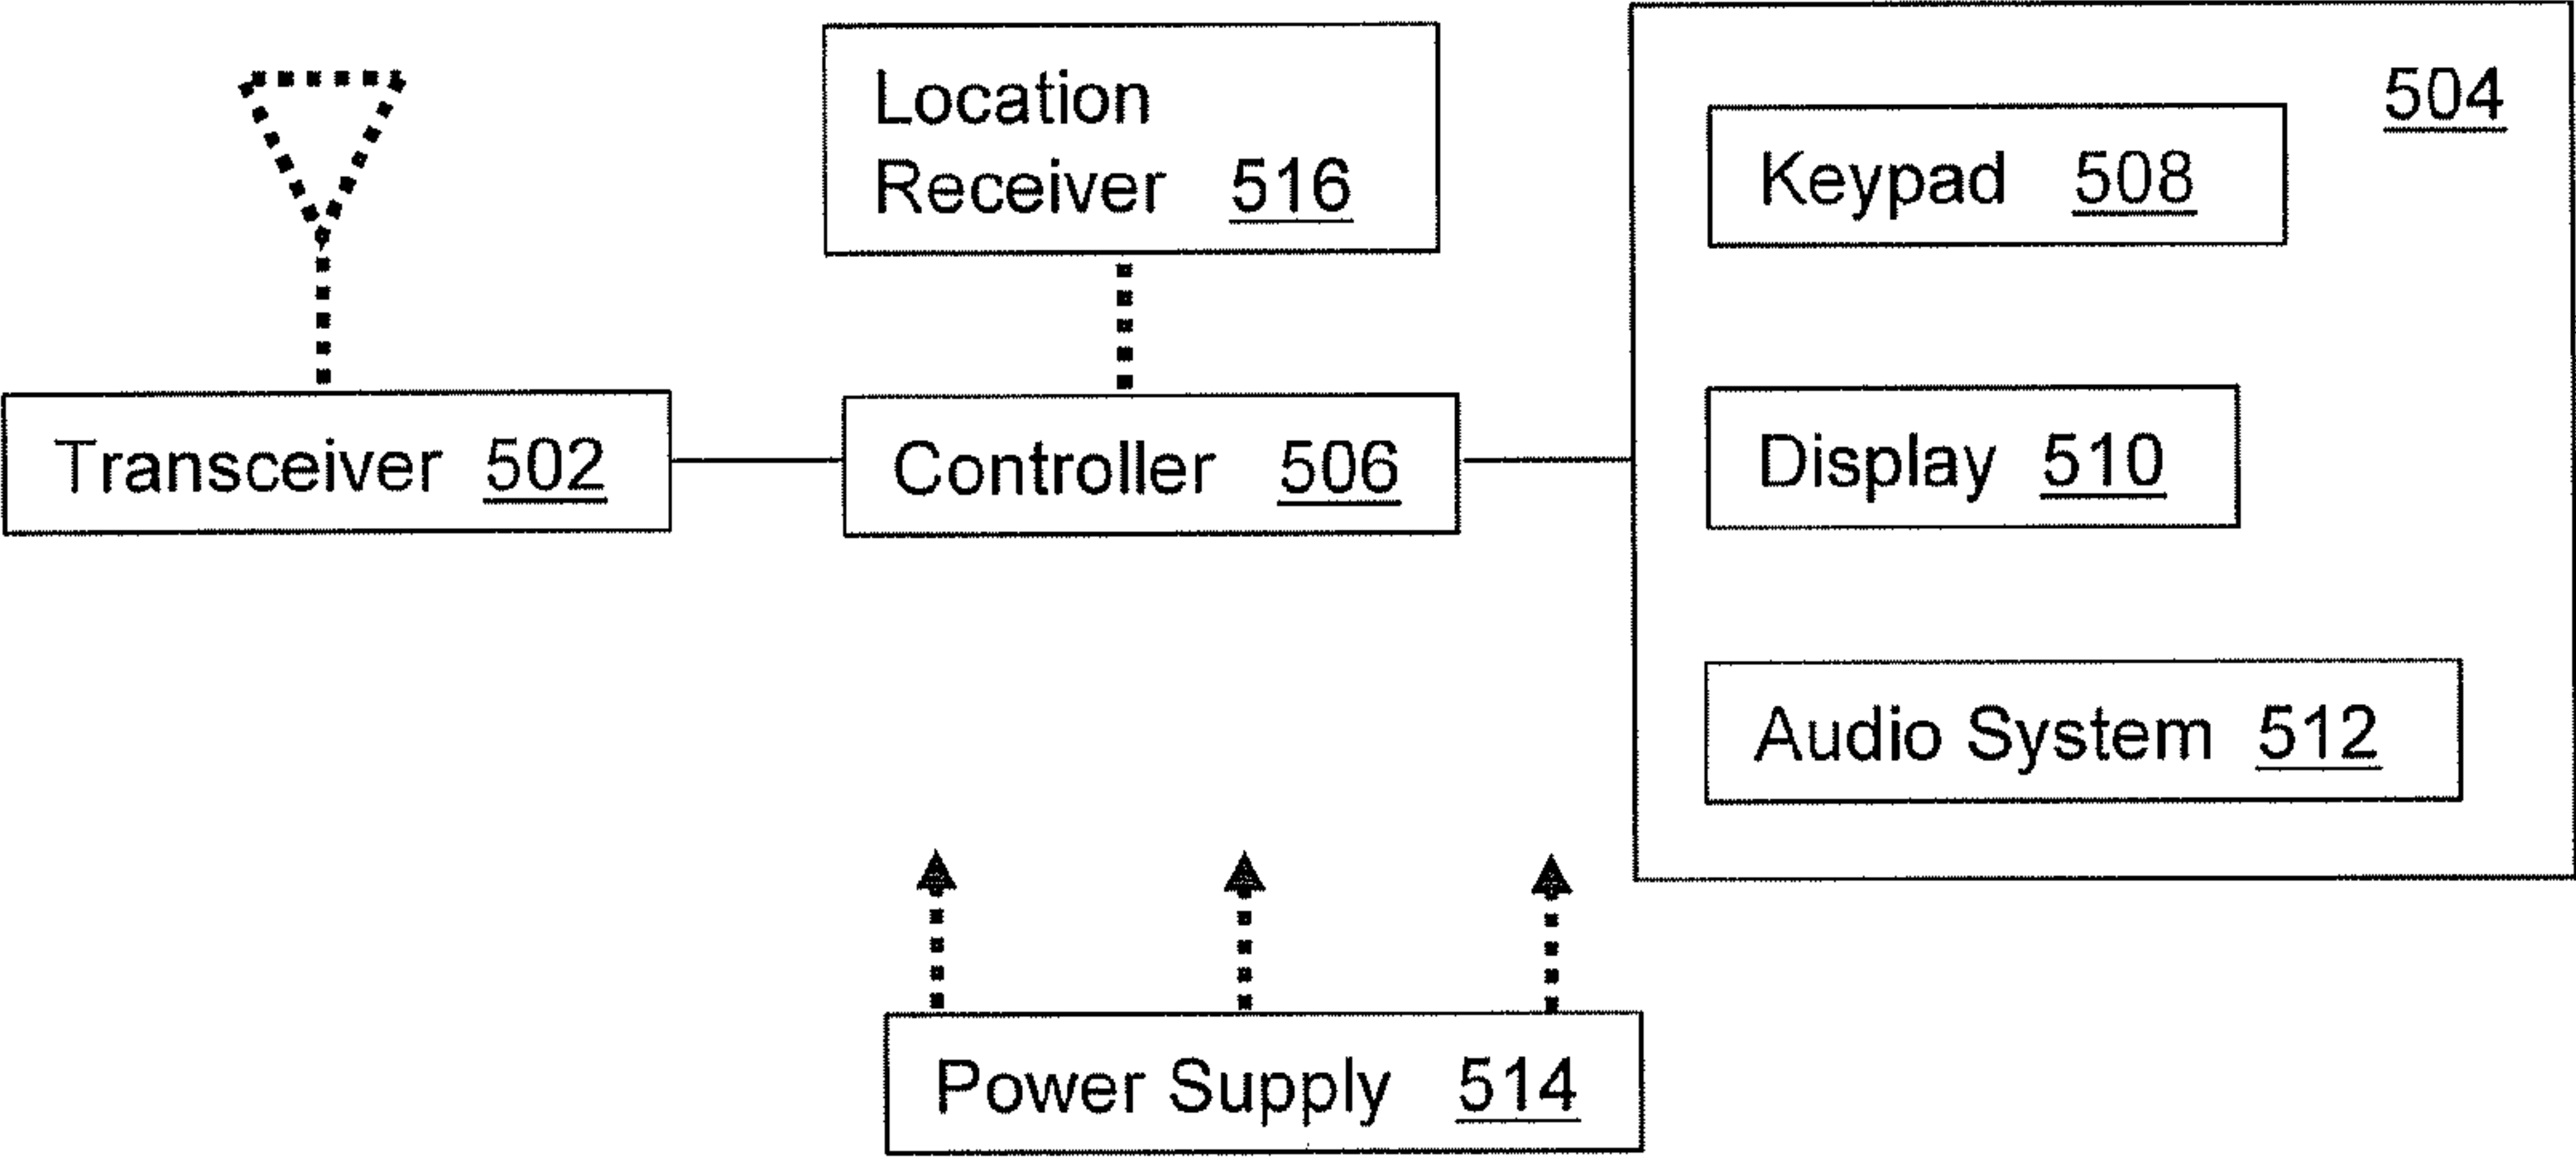 Location
Receiver 516
504
Keypad 508
Transceiver 502
Controller 506
Display 510
Audio System 512
Power Supply 514